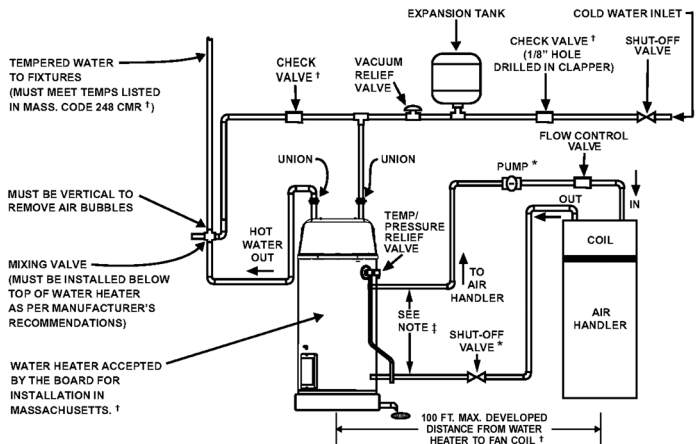 EXPANSION TANK
COLD WATER INLET
TEMPERED WATER
TO FIXTURES
(MUST MEET TEMPS LISTED
IN MASS. CODE 248 CMR †)
CHECK
VALVE †
VACUUM
RELIEF
VALVE
CHECK VALVE †
(1/8” HOLE
DRILLED IN CLAPPER)
SHUT-OFF
VALVE
FLOW CONTROL
VALVE
UNION
UNION
PUMP *
MUST BE VERTICAL TO
REMOVE AIR BUBBLES
OUT
IN
HOT
WATER
OUT
TEMP/
PRESSURE
RELIEF
VALVE
COIL
MIXING VALVE
(MUST BE INSTALLED BELOW
TOP OF WATER HEATER
AS PER MANUFACTURER’S
RECOMMENDATIONS)
TO
AIR
HANDLER
SEE
NOTE ‡
AIR
HANDLER
SHUT-OFF
VALVE *
WATER HEATER ACCEPTED
BY THE BOARD FOR
INSTALLATION IN
MASSACHUSETTS. †
100 FT. MAX. DEVELOPED
DISTANCE FROM WATER
HEATER TO FAN COIL †